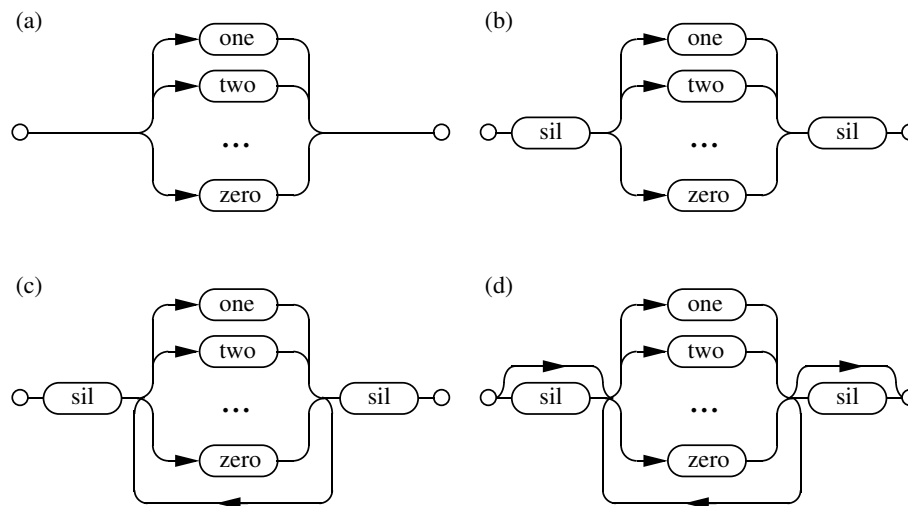 (a)
one
two
...
zero
(b)
one
two
sil
sil
...
zero
(c)
one
two
sil
sil
...
zero
(d)
one
two
sil
sil
...
zero